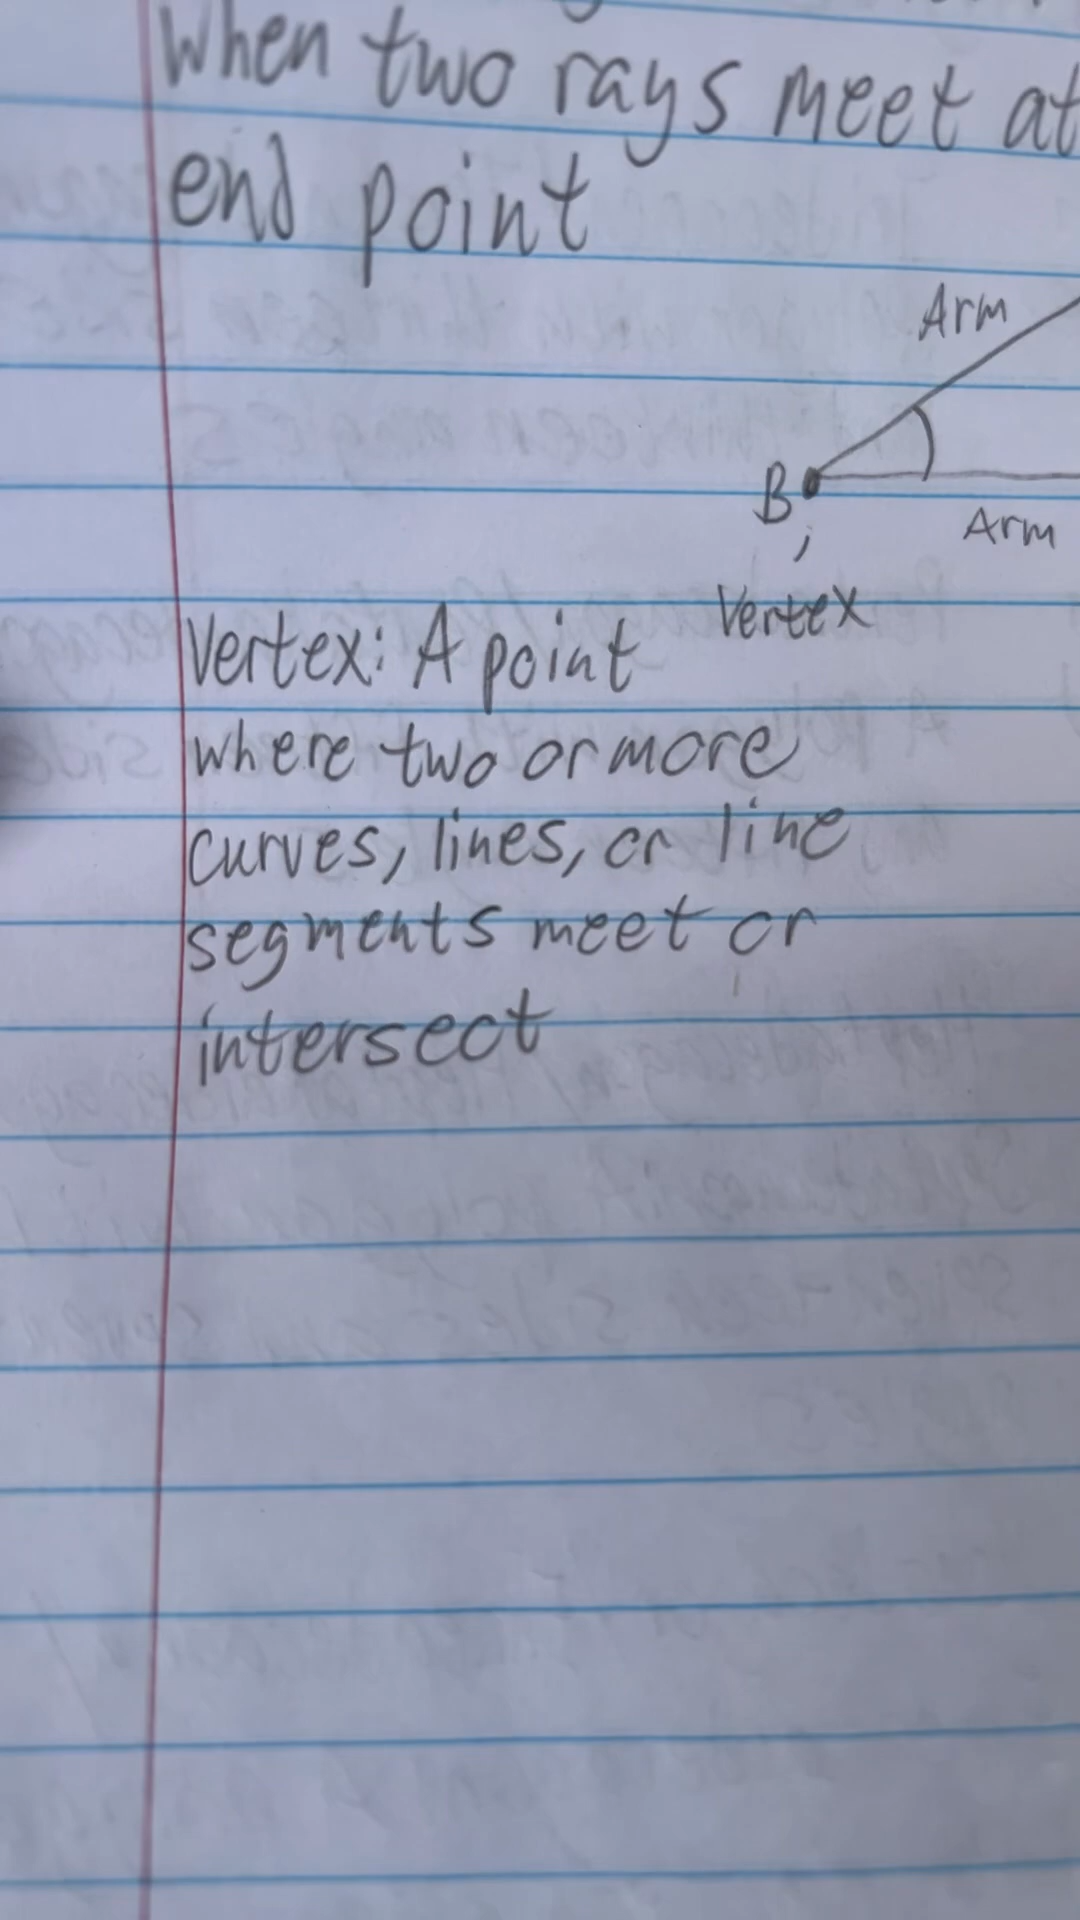 When two rays meet at
end point
Arm
B
Arm
Vertex
Vertex: A point
where two or more
curves, lines, or line
segments meet or
intersect